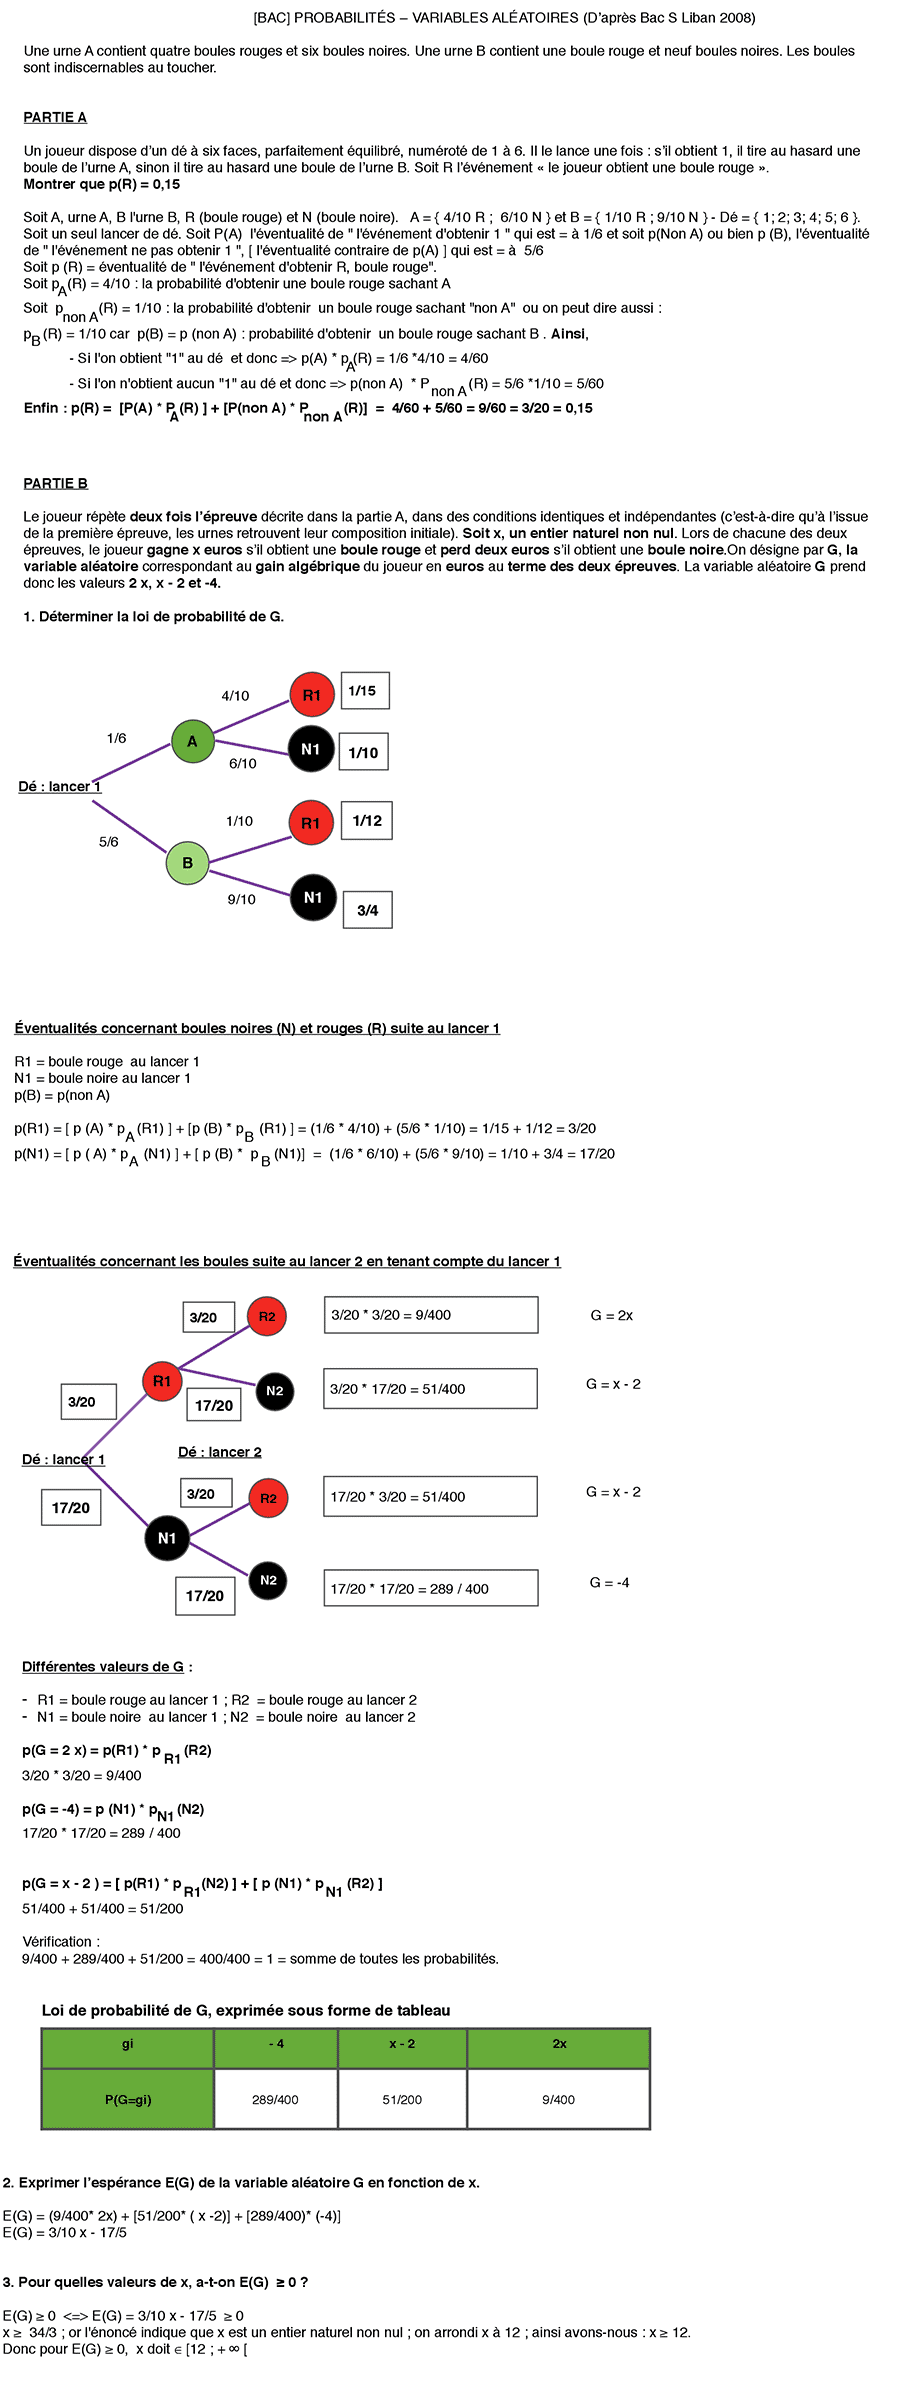 [BAC] PROBABILITÉS – VARIABLES ALÉATOIRES (D'après Bac S Liban 2008)
Une urne A contient quatre boules rouges et six boules noires. Une urne B contient une boule rouge et neuf boules noires. Les boules
sont indiscernables au toucher.
PARTIE A
Un joueur dispose d'un dé à six faces, parfaitement équilibré, numéroté de 1 à 6. Il le lance une fois : s'il obtient 1, il tire au hasard une
boule de l'urne A, sinon il tire au hasard une boule de l'urne B. Soit R l'événement « le joueur obtient une boule rouge ».
Montrer que p(R) = 0,15
Soit A, urne A, B l'urne B, R (boule rouge) et N (boule noire). A = { 4/10 R ; 6/10 N } et B = { 1/10 R ; 9/10 N } - Dé = { 1; 2; 3; 4; 5; 6 }.
Soit un seul lancer de dé. Soit P(A) l'éventualité de " l'événement d'obtenir 1 " qui est = à 1/6 et soit p(Non A) ou bien p (B), l'éventualité
de " l'événement ne pas obtenir 1 ", [ l'éventualité contraire de p(A) ] qui est = à 5/6
Soit p (R) = éventualité de " l'événement d'obtenir R, boule rouge".
Soit p A (R) = 4/10 : la probabilité d'obtenir une boule rouge sachant A
Soit p non A (R) = 1/10 : la probabilité d'obtenir un boule rouge sachant "non A" ou on peut dire aussi :
p B (R) = 1/10 car p(B) = p (non A) : probabilité d'obtenir un boule rouge sachant B . Ainsi,
- Si l'on obtient "1" au dé et donc => p(A) * p A (R) = 1/6 *4/10 = 4/60
- Si l'on n'obtient aucun "1" au dé et donc => p(non A) * P non A (R) = 5/6 *1/10 = 5/60
Enfin : p(R) = [P(A) * P A (R) ] + [P(non A) * P non A (R)] = 4/60 + 5/60 = 9/60 = 3/20 = 0,15
PARTIE B
Le joueur répète deux fois l'épreuve décrite dans la partie A, dans des conditions identiques et indépendantes (c'est-à-dire qu'à l'issue
de la première épreuve, les urnes retrouvent leur composition initiale). Soit x, un entier naturel non nul. Lors de chacune des deux
épreuves, le joueur gagne x euros s'il obtient une boule rouge et perd deux euros s'il obtient une boule noire.On désigne par G, la
variable aléatoire correspondant au gain algébrique du joueur en euros au terme des deux épreuves. La variable aléatoire G prend
donc les valeurs 2 x, x - 2 et -4.
1. Déterminer la loi de probabilité de G.
4/10
R1
1/15
1/6
A
N1
1/10
6/10
Dé : lancer 1
1/10
R1
1/12
5/6
B
9/10
N1
3/4
Éventualités concernant boules noires (N) et rouges (R) suite au lancer 1
R1 = boule rouge au lancer 1
N1 = boule noire au lancer 1
p(B) = p(non A)
p(R1) = [ p (A) * p A (R1) ] + [p (B) * p B (R1) ] = (1/6 * 4/10) + (5/6 * 1/10) = 1/15 + 1/12 = 3/20
p(N1) = [ p ( A) * p A (N1) ] + [ p (B) * p B (N1)] = (1/6 * 6/10) + (5/6 * 9/10) = 1/10 + 3/4 = 17/20
Éventualités concernant les boules suite au lancer 2 en tenant compte du lancer 1
3/20
R2
3/20 * 3/20 = 9/400
G = 2x
R1
3/20
17/20
N2
3/20 * 17/20 = 51/400
G = x - 2
Dé : lancer 1
Dé : lancer 2
17/20
3/20
R2
17/20 * 3/20 = 51/400
G = x - 2
N1
17/20
N2
17/20 * 17/20 = 289 / 400
G = -4
Différentes valeurs de G :
- R1 = boule rouge au lancer 1 ; R2 = boule rouge au lancer 2
- N1 = boule noire au lancer 1 ; N2 = boule noire au lancer 2
p(G = 2 x) = p(R1) * p R1 (R2)
3/20 * 3/20 = 9/400
p(G = -4) = p (N1) * p N1 (N2)
17/20 * 17/20 = 289 / 400
p(G = x - 2 ) = [ p(R1) * p R1 (N2) ] + [ p (N1) * p N1 (R2) ]
51/400 + 51/400 = 51/200
Vérification :
9/400 + 289/400 + 51/200 = 400/400 = 1 = somme de toutes les probabilités.
Loi de probabilité de G, exprimée sous forme de tableau
gi - 4 x - 2 2x
P(G=gi) 289/400 51/200 9/400
2. Exprimer l'espérance E(G) de la variable aléatoire G en fonction de x.
E(G) = (9/400* 2x) + [51/200* ( x -2)] + [289/400)* (-4)]
E(G) = 3/10 x - 17/5
3. Pour quelles valeurs de x, a-t-on E(G) ≥ 0 ?
E(G) ≥ 0 <=> E(G) = 3/10 x - 17/5 ≥ 0
x ≥ 34/3 ; or l'énoncé indique que x est un entier naturel non nul ; on arrondi x à 12 ; ainsi avons-nous : x ≥ 12.
Donc pour E(G) ≥ 0, x doit ∈ [12 ; + ∞ [